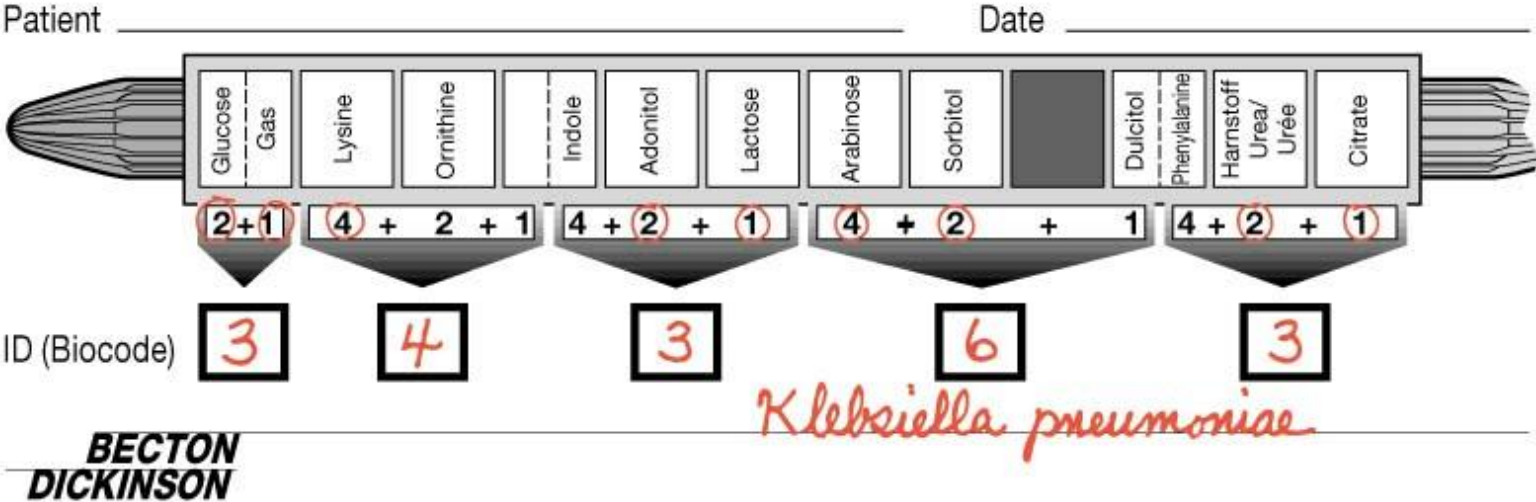 Patient Date
Glucose Gas Lysine Ornithine Indole Adonitol Lactose Arabinose Sorbitol Dulcitol Phenylalanine Harnstoff Urea/ Urée Citrate
2+1 4 + 2 + 1 4 + 2 + 1 4 + 2 + 1 4 + 2 + 1
ID (Biocode) 3 4 3 6 3
Klebsiella pneumoniae
BECTON
DICKINSON